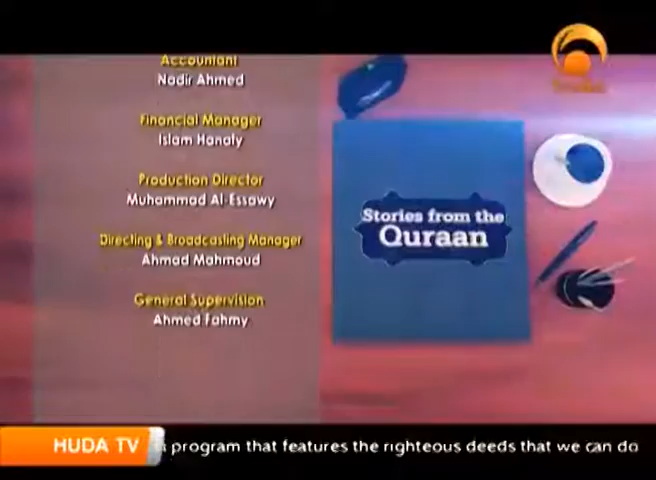 Accountant
Nadir Ahmed
Financial Manager
Islam Hanafy
Production Director
Muhammad Al-Essawy
Directing & Broadcasting Manager
Ahmad Mahmoud
General Supervision
Ahmed Fahmy
Stories from the
Quraan
HUDA TV
program that features the righteous deeds that we can do